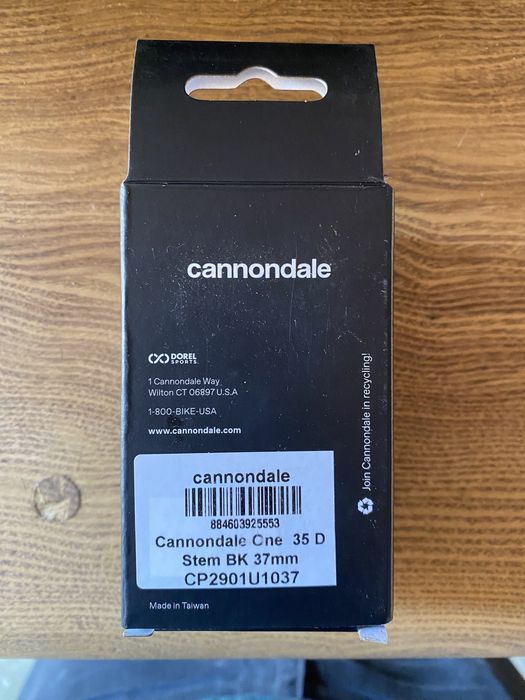 cannondale
DOREL
SPORTS
1 Cannondale Way
Wilton CT 06897 U.S.A
1-800-BIKE-USA
www.cannondale.com
Join Cannondale in recycling!
cannondale
884603925553
Cannondale One 35 D
Stem BK 37mm
CP2901U1037
Made in Taiwan